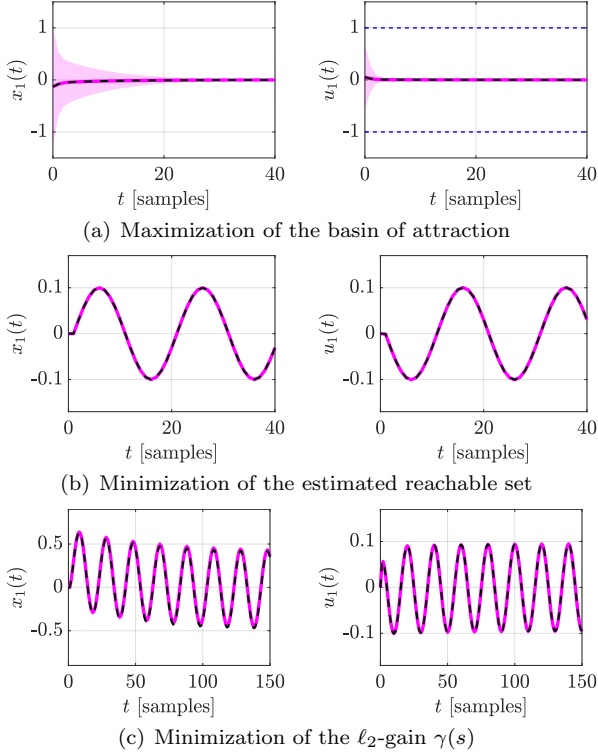 1
0
-1
x₁(t)
0
20
40
t [samples]
1
0
-1
u₁(t)
0
20
40
t [samples]
(a) Maximization of the basin of attraction
0.1
0
-0.1
x₁(t)
0
20
40
t [samples]
0.1
0
-0.1
u₁(t)
0
20
40
t [samples]
(b) Minimization of the estimated reachable set
0.5
0
-0.5
x₁(t)
0
50
100
150
t [samples]
0.1
0
-0.1
u₁(t)
0
50
100
150
t [samples]
(c) Minimization of the ℓ₂-gain γ(s)